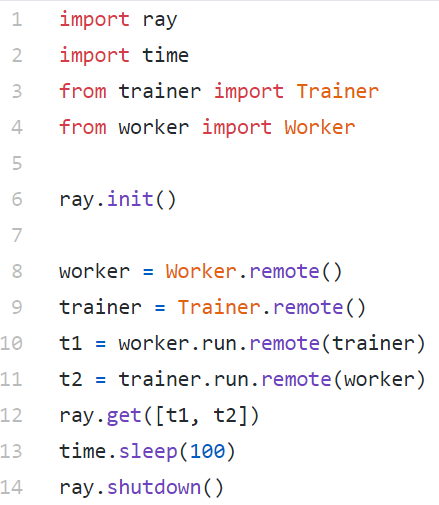 1 import ray
2 import time
3 from trainer import Trainer
4 from worker import Worker
5
6 ray.init()
7
8 worker = Worker.remote()
9 trainer = Trainer.remote()
10 t1 = worker.run.remote(trainer)
11 t2 = trainer.run.remote(worker)
12 ray.get([t1, t2])
13 time.sleep(100)
14 ray.shutdown()